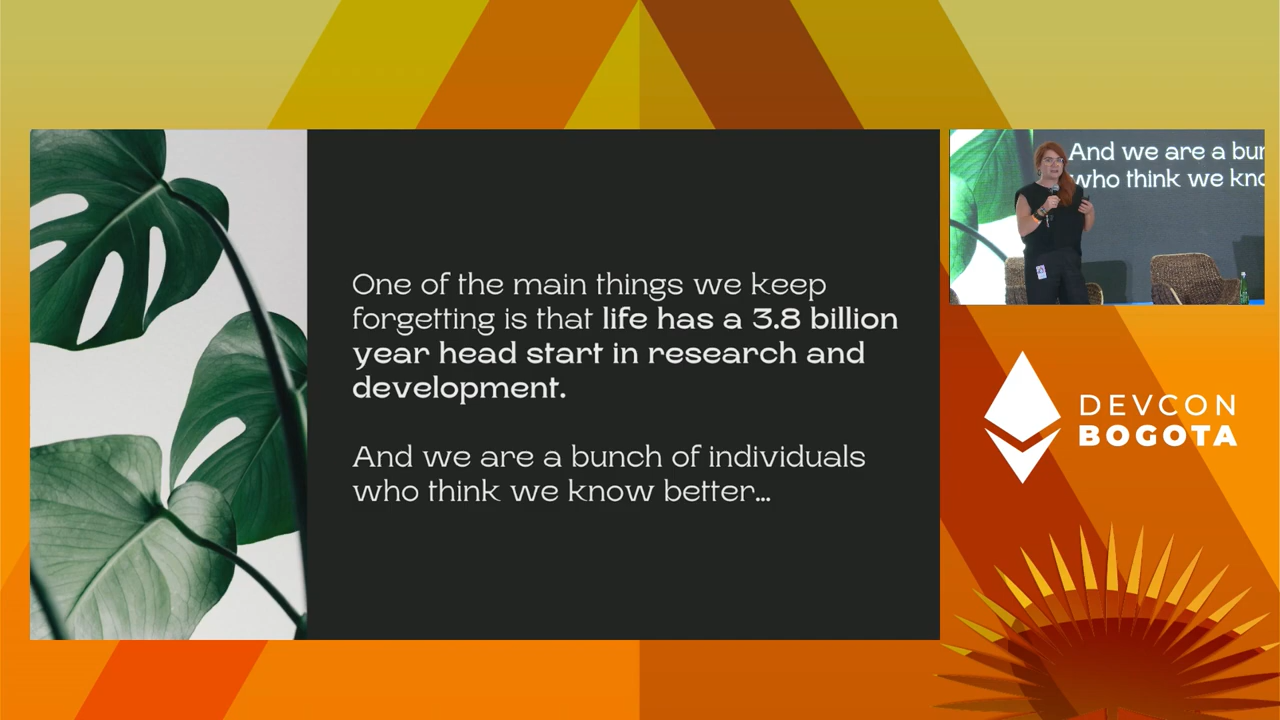 One of the main things we keep
forgetting is that life has a 3.8 billion
year head start in research and
development.
And we are a bunch of individuals
who think we know better...
And we are a bun
who think we kno
DEVCON
BOGOTA